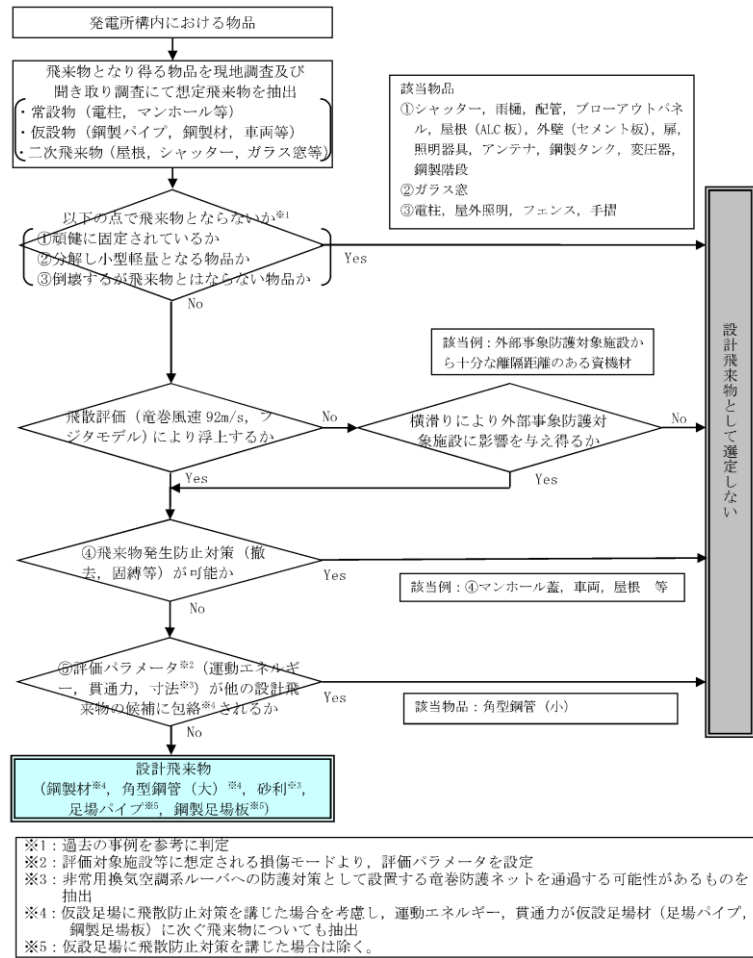 発電所構内における物品
飛来物となり得る物品を現地調査及び
聞き取り調査にて想定飛来物を抽出
・常設物（電柱，マンホール等）
・仮設物（鋼製パイプ，鋼製材，車両等）
・二次飛来物（屋根，シャッター，ガラス窓等）
該当物品
①シャッター，雨樋，配管，ブローアウトパネ
ル，屋根（ALC 板），外壁（セメント板），扉，
照明器具，アンテナ，鋼製タンク，変圧器，
鋼製階段
②ガラス窓
③電柱，屋外照明，フェンス，手摺
以下の点で飛来物とならないか※1
①頑健に固定されているか
②分解し小型軽量となる物品か
③倒壊するが飛来物とはならない物品か
Yes
No
設計飛来物として選定しない
該当例：外部事象防護対象施設か
ら十分な離隔距離のある資機材
飛散評価（竜巻風速 92m/s，フ
ジタモデル）により浮上するか
No
横滑りにより外部事象防護対
象施設に影響を与え得るか
No
Yes
Yes
④飛来物発生防止対策（撤
去，固縛等）が可能か
Yes
該当例：④マンホール蓋，車両，屋根　等
No
⑤評価パラメータ※2（運動エネルギ
ー，貫通力，寸法※3）が他の設計飛
来物の候補に包絡※4されるか
Yes
該当物品：角型鋼管（小）
No
設計飛来物
（鋼製材※4，角型鋼管（大）※4，砂利※3，
足場パイプ※5，鋼製足場板※5）
※1：過去の事例を参考に判定
※2：評価対象施設等に想定される損傷モードより，評価パラメータを設定
※3：非常用換気空調系ルーバへの防護対策として設置する竜巻防護ネットを通過する可能性があるものを
抽出
※4：仮設足場に飛散防止対策を講じた場合を考慮し，運動エネルギー，貫通力が仮設足場材（足場パイプ，
鋼製足場板）に次ぐ飛来物についても抽出
※5：仮設足場に飛散防止対策を講じた場合は除く。